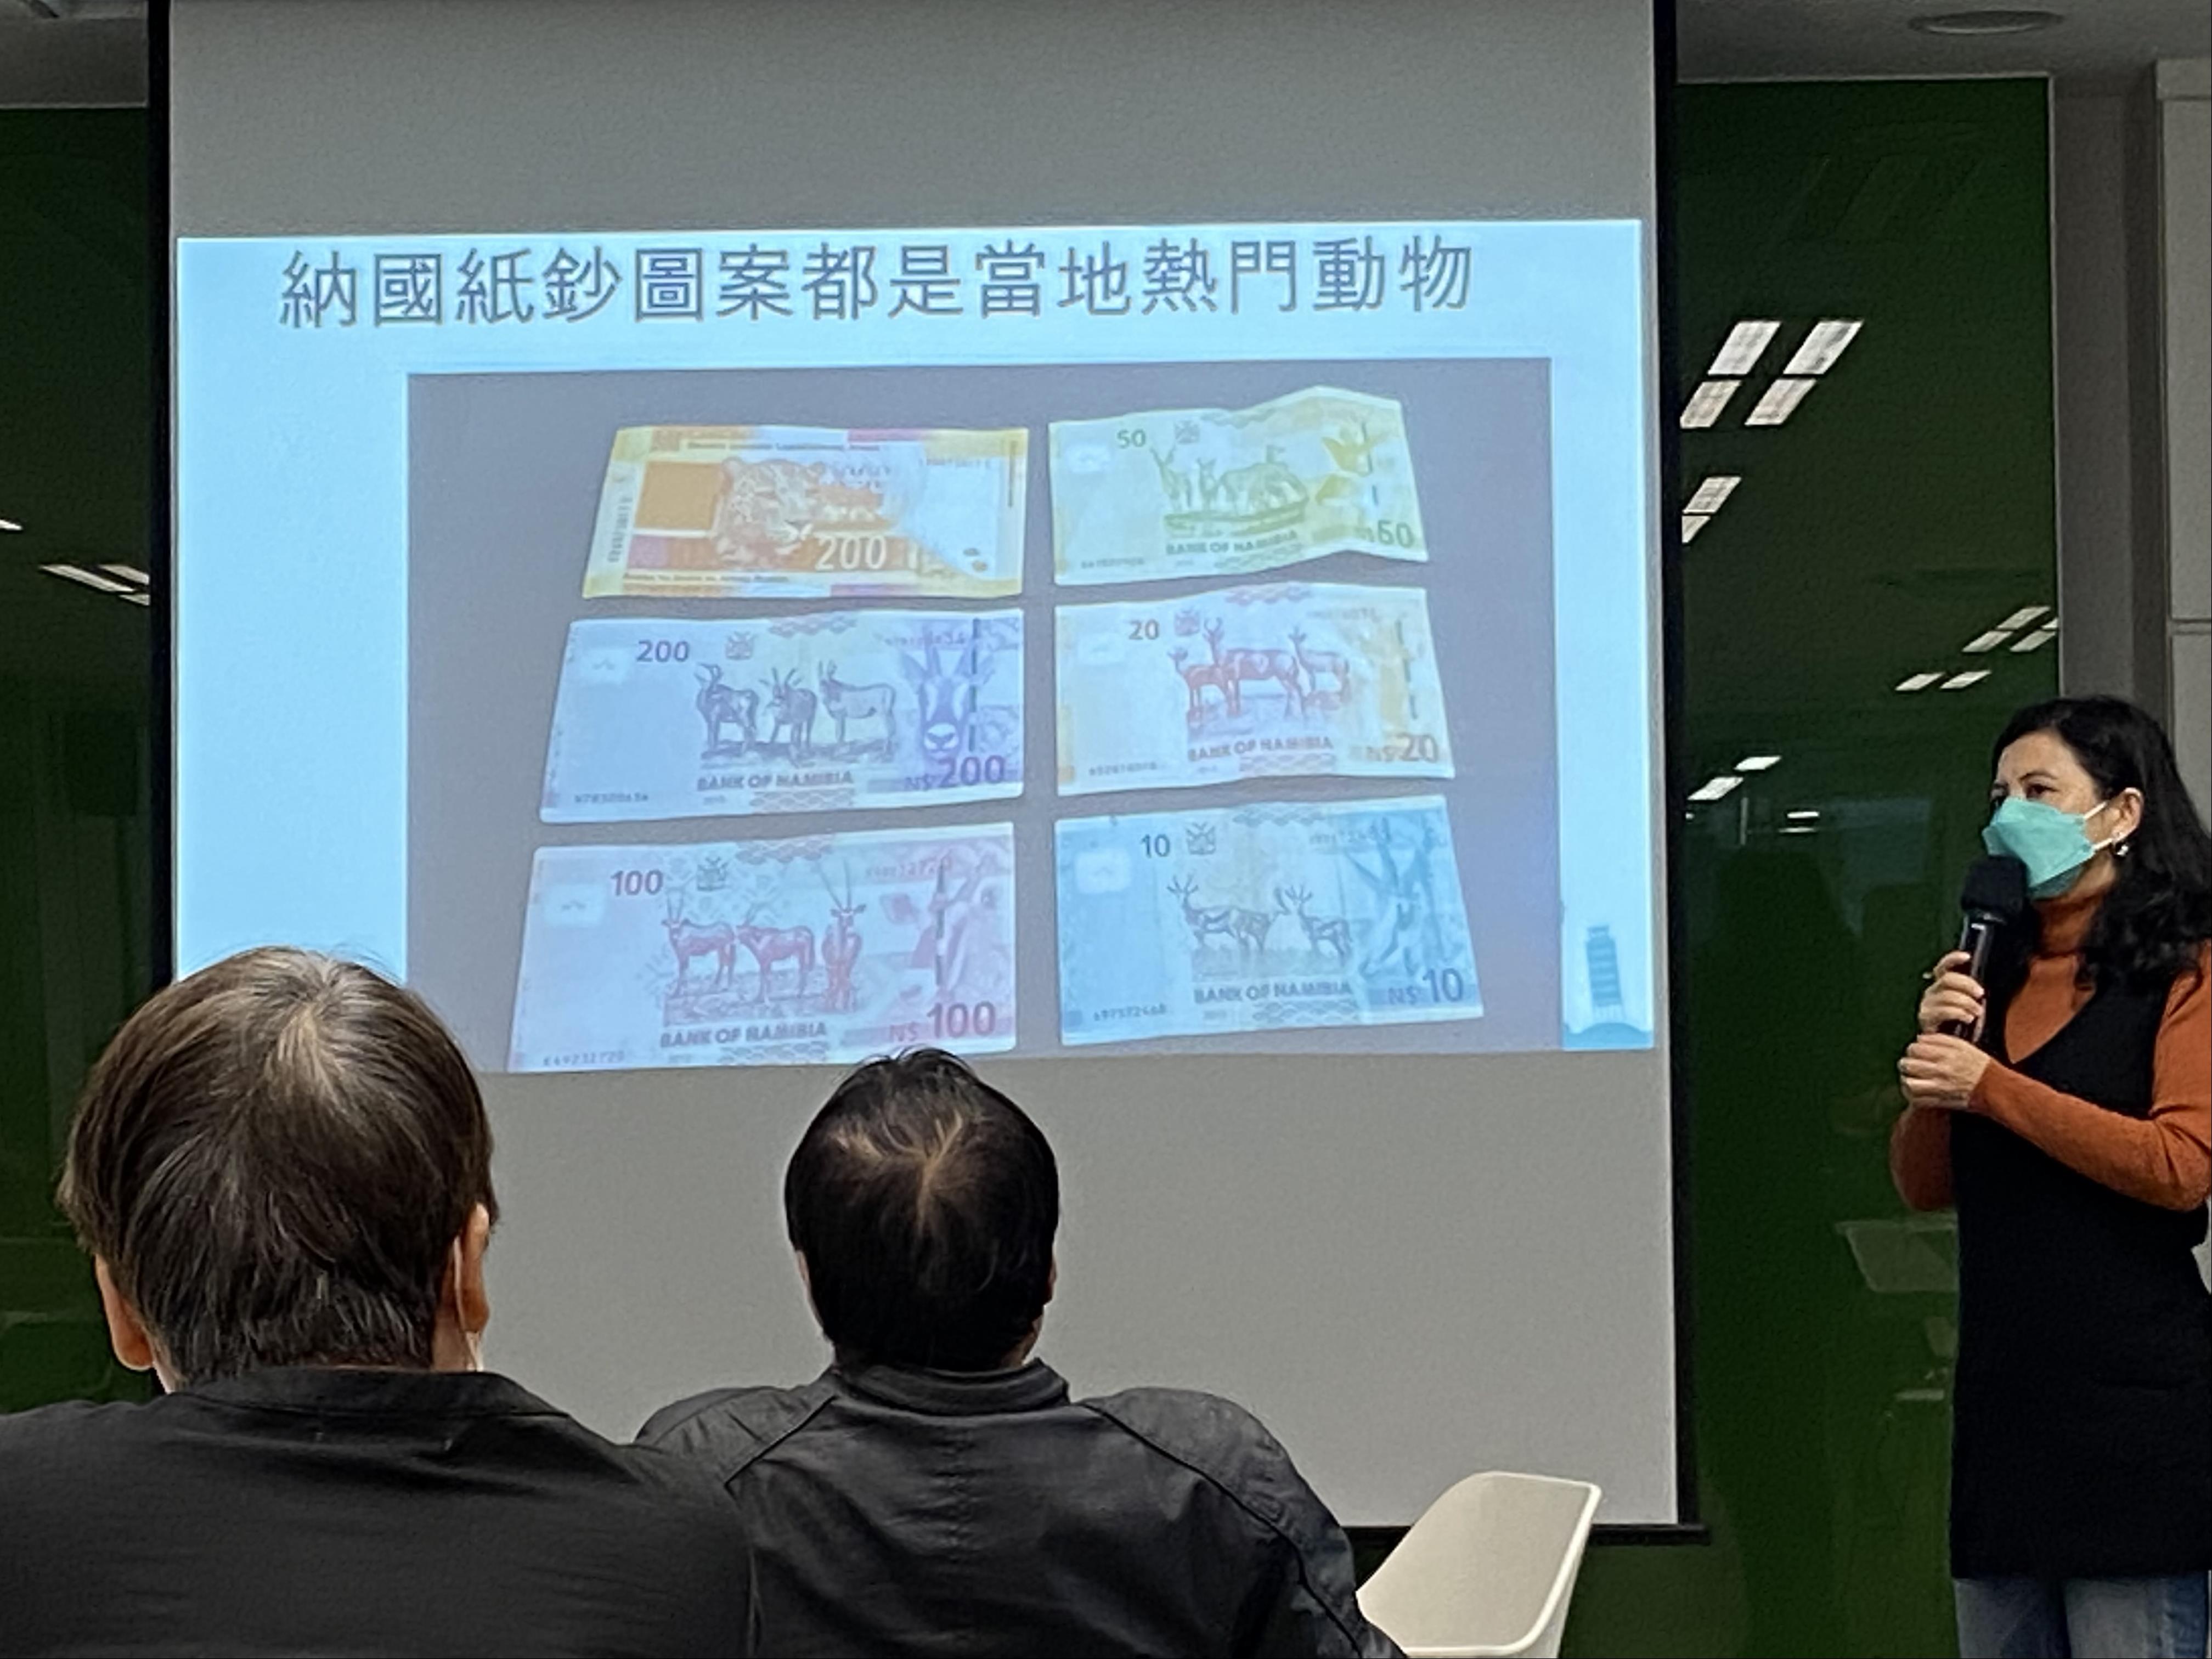 納國紙鈔圖案都是當地熱門動物
200
50
BANK OF NAMIBIA
200
BANK OF NAMIBIA
N$200
20
BANK OF NAMIBIA
N$20
100
BANK OF NAMIBIA
N$100
10
BANK OF NAMIBIA
N$10